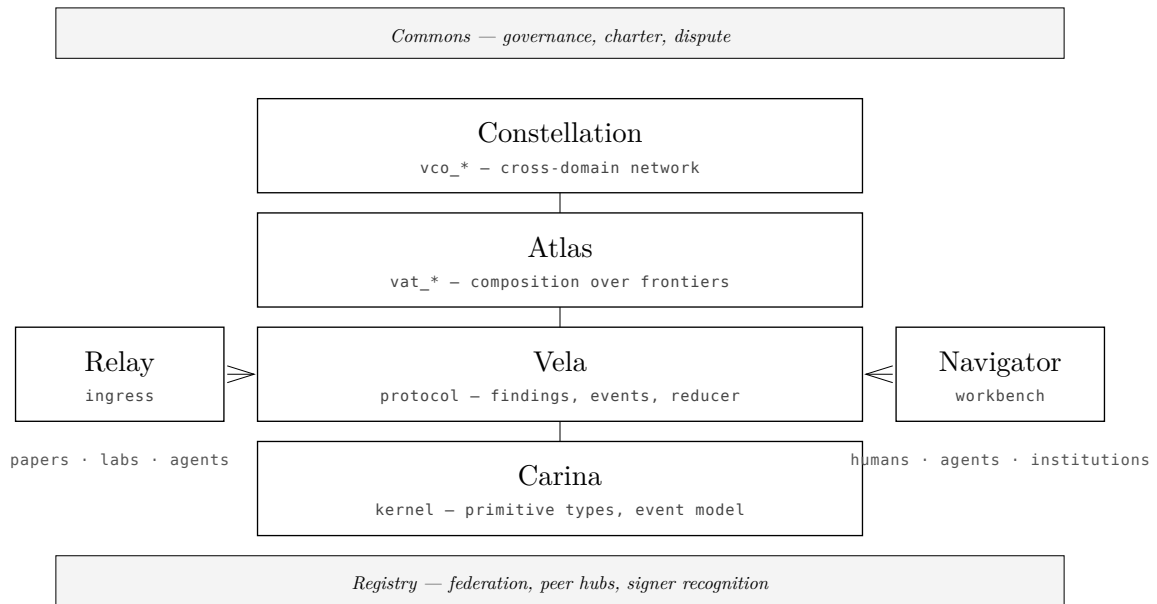 Commons — governance, charter, dispute
Constellation
vco_* — cross-domain network
Atlas
vat_* — composition over frontiers
Relay
ingress
Vela
protocol — findings, events, reducer
Navigator
workbench
papers · labs · agents
humans · agents · institutions
Carina
kernel — primitive types, event model
Registry — federation, peer hubs, signer recognition